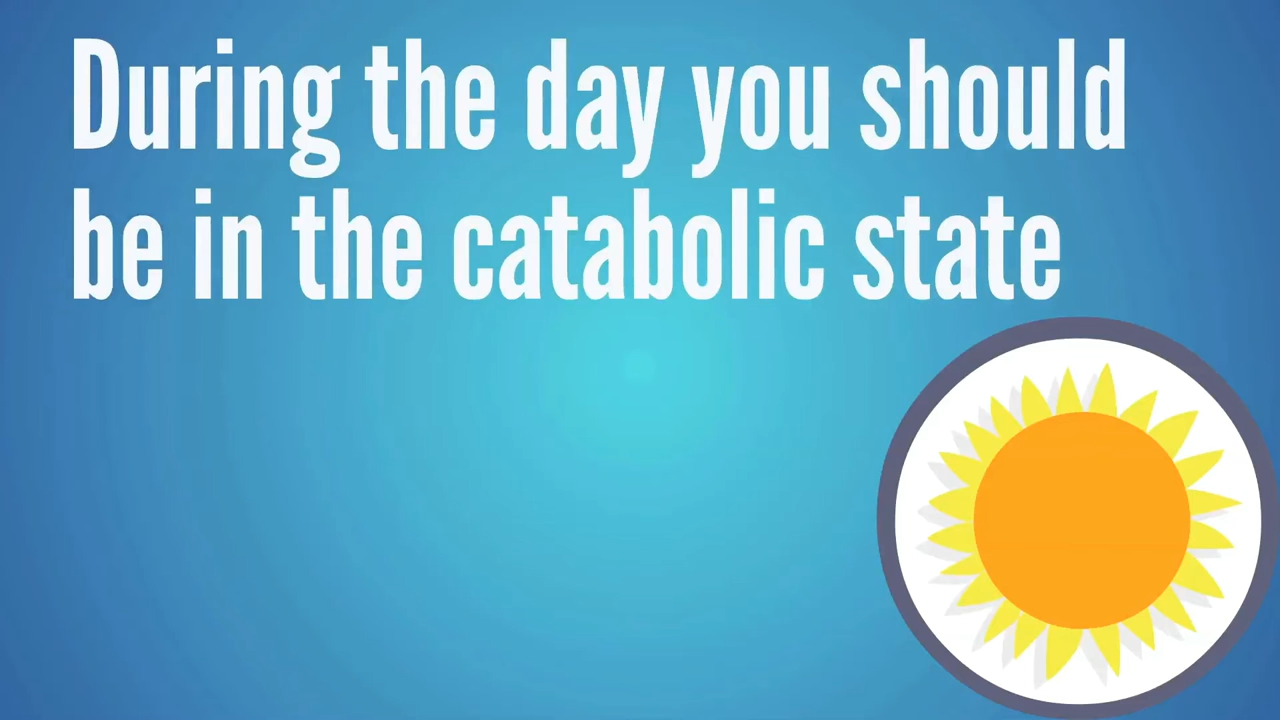 During the day you should
be in the catabolic state